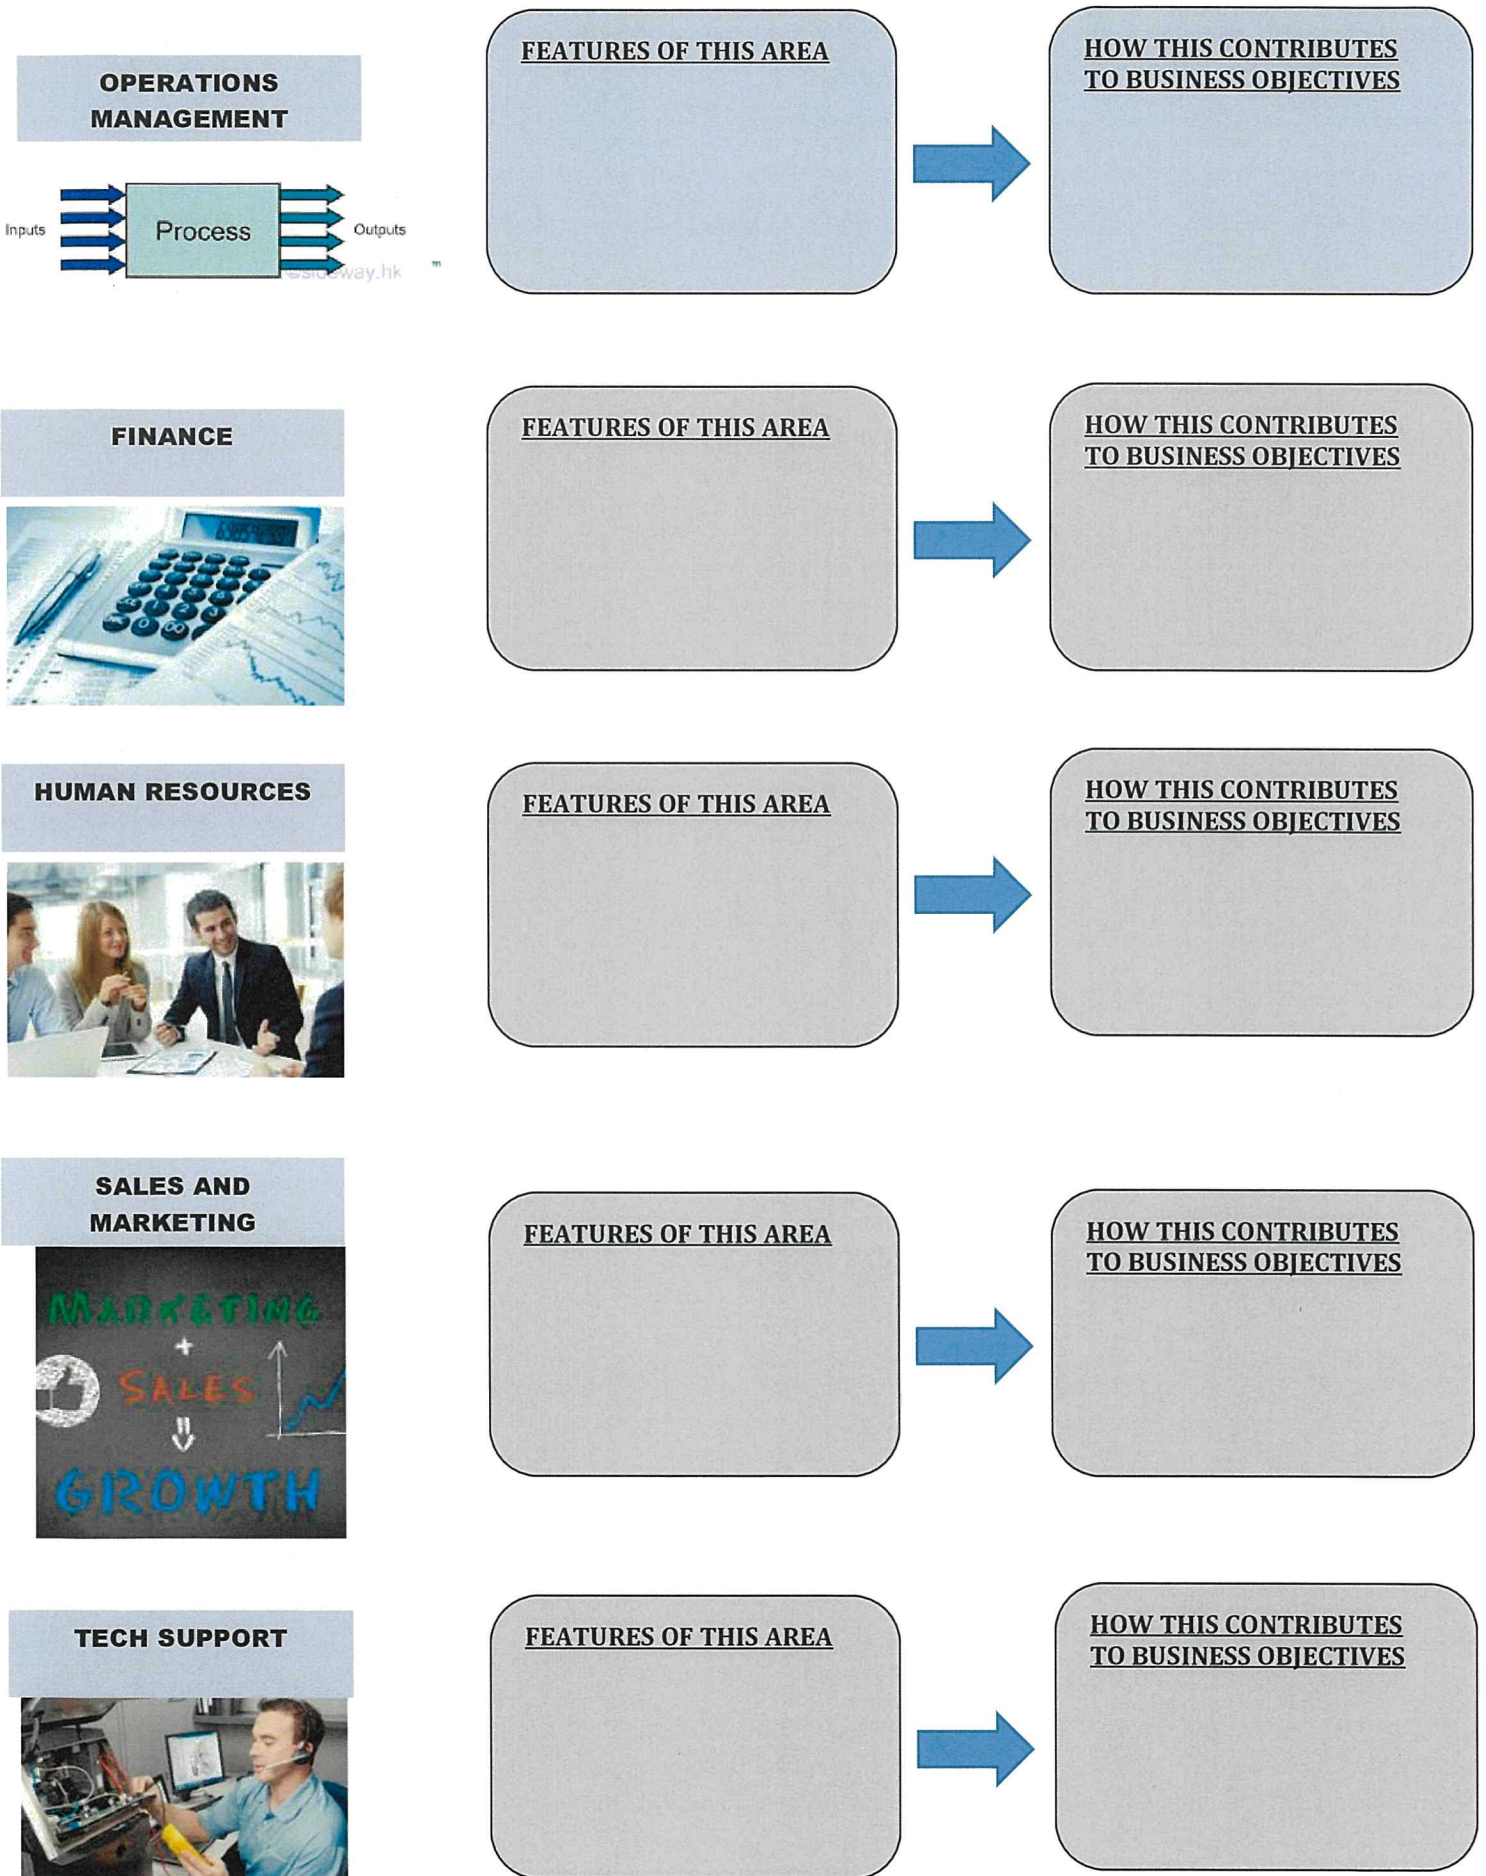 OPERATIONS
MANAGEMENT
Inputs
Process
Outputs
FEATURES OF THIS AREA
HOW THIS CONTRIBUTES
TO BUSINESS OBJECTIVES
FINANCE
FEATURES OF THIS AREA
HOW THIS CONTRIBUTES
TO BUSINESS OBJECTIVES
HUMAN RESOURCES
FEATURES OF THIS AREA
HOW THIS CONTRIBUTES
TO BUSINESS OBJECTIVES
SALES AND
MARKETING
MARKETING
+
SALES
GROWTH
FEATURES OF THIS AREA
HOW THIS CONTRIBUTES
TO BUSINESS OBJECTIVES
TECH SUPPORT
FEATURES OF THIS AREA
HOW THIS CONTRIBUTES
TO BUSINESS OBJECTIVES